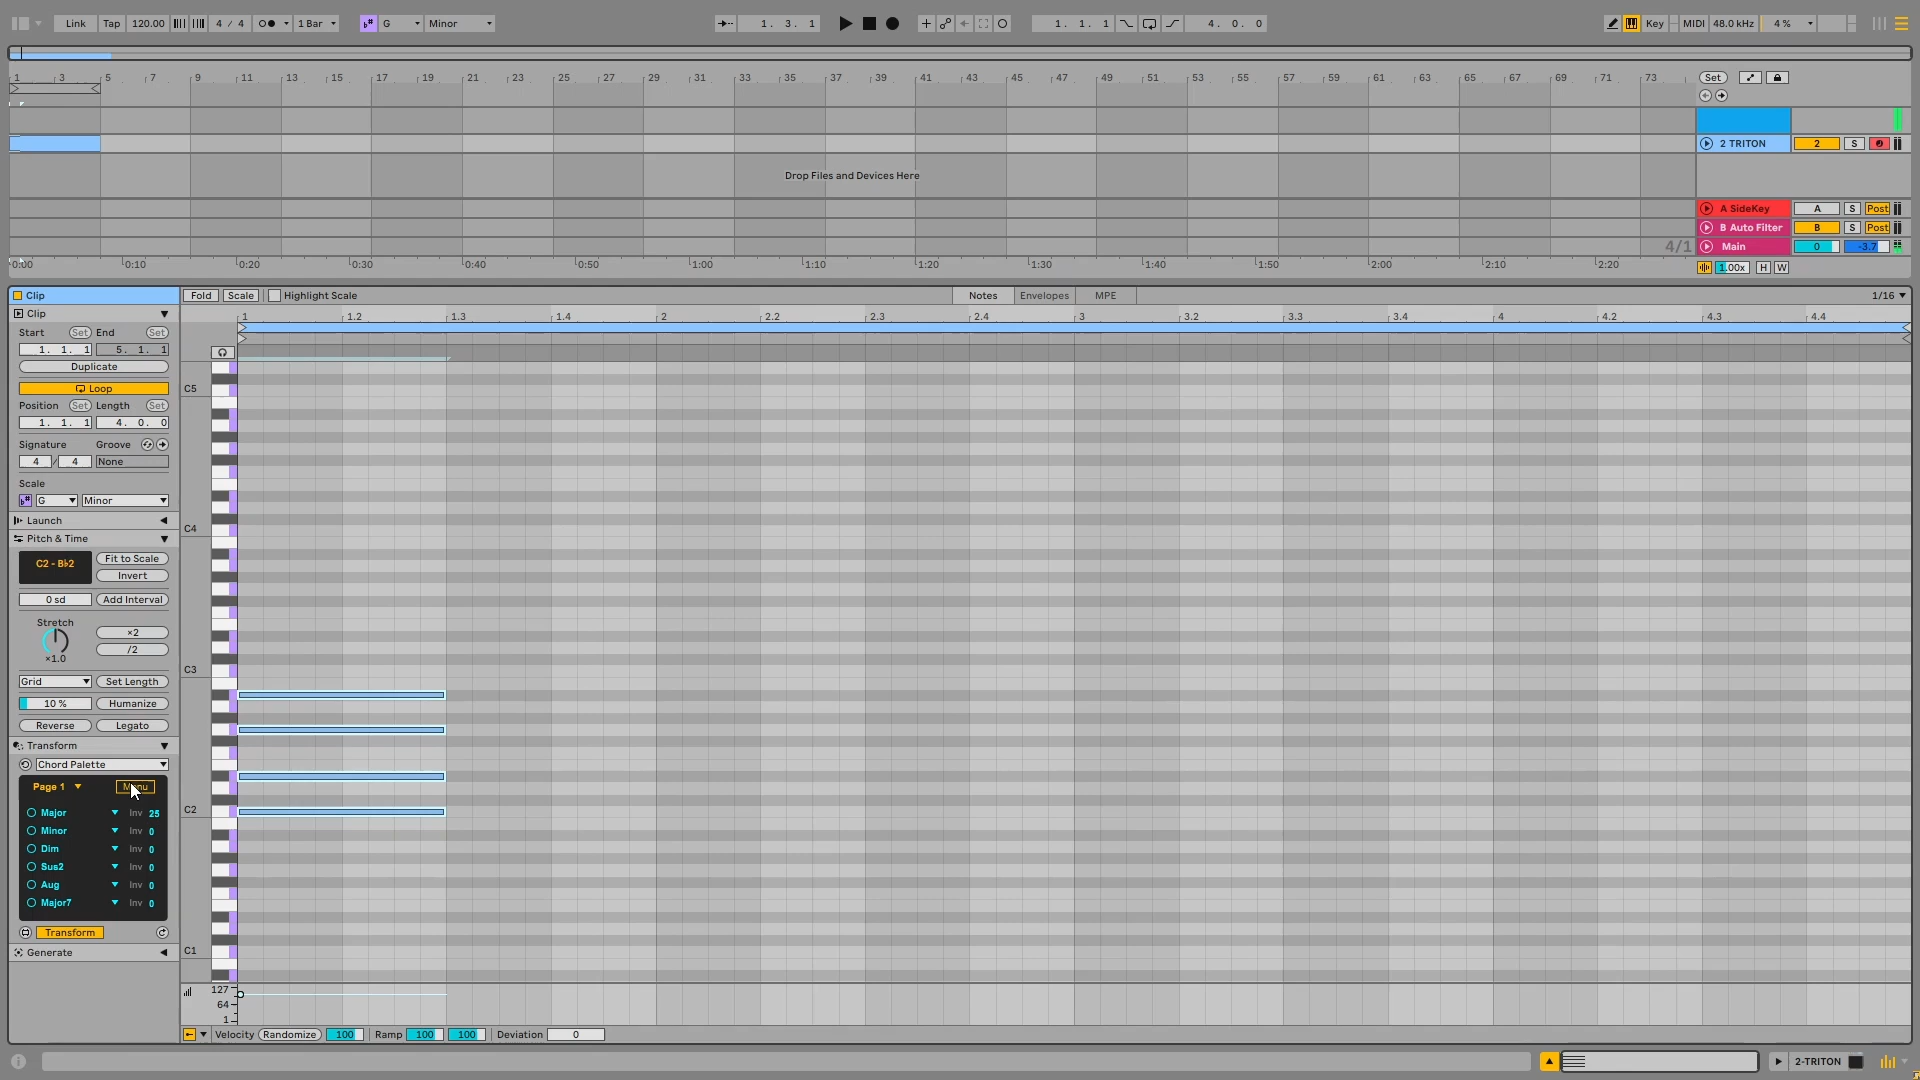 Link Tap 120.00 4 / 4 1 Bar G Minor 1. 3. 1 1. 1. 1 4. 0. 0 Key MIDI 48.0 kHz 4 %
1 3 5 7 9 11 13 15 17 19 21 23 25 27 29 31 33 35 37 39 41 43 45 47 49 51 53 55 57 59 61 63 65 67 69 71 73 Set
2 TRITON 2 S
Drop Files and Devices Here
A SideKey A S Post
B Auto Filter B S Post
4/1 Main 0 -3.7
0:00 0:10 0:20 0:30 0:40 0:50 1:00 1:10 1:20 1:30 1:40 1:50 2:00 2:10 2:20 1.00x H W
Clip Fold Scale Highlight Scale Notes Envelopes MPE 1/16
Clip
1 1.2 1.3 1.4 2 2.2 2.3 2.4 3 3.2 3.3 3.4 4 4.2 4.3 4.4
Start Set End Set
1. 1. 1 5. 1. 1
Duplicate
Loop
Position Set Length Set
1. 1. 1 4. 0. 0
Signature Groove
4 / 4 None
Scale
G Minor
Launch
Pitch & Time
C2 - B♭2 Fit to Scale
Invert
0 sd Add Interval
Stretch
×2
/2
×1.0
Grid Set Length
10 % Humanize
Reverse Legato
Transform
Chord Palette
Page 1
Major Inv 25
Minor Inv 0
Dim Inv 0
Sus2 Inv 0
Aug Inv 0
Major7 Inv 0
Transform
Generate
C5
C4
C3
C2
C1
127
64
1
Velocity Randomize 100 Ramp 100 100 Deviation 0
2-TRITON